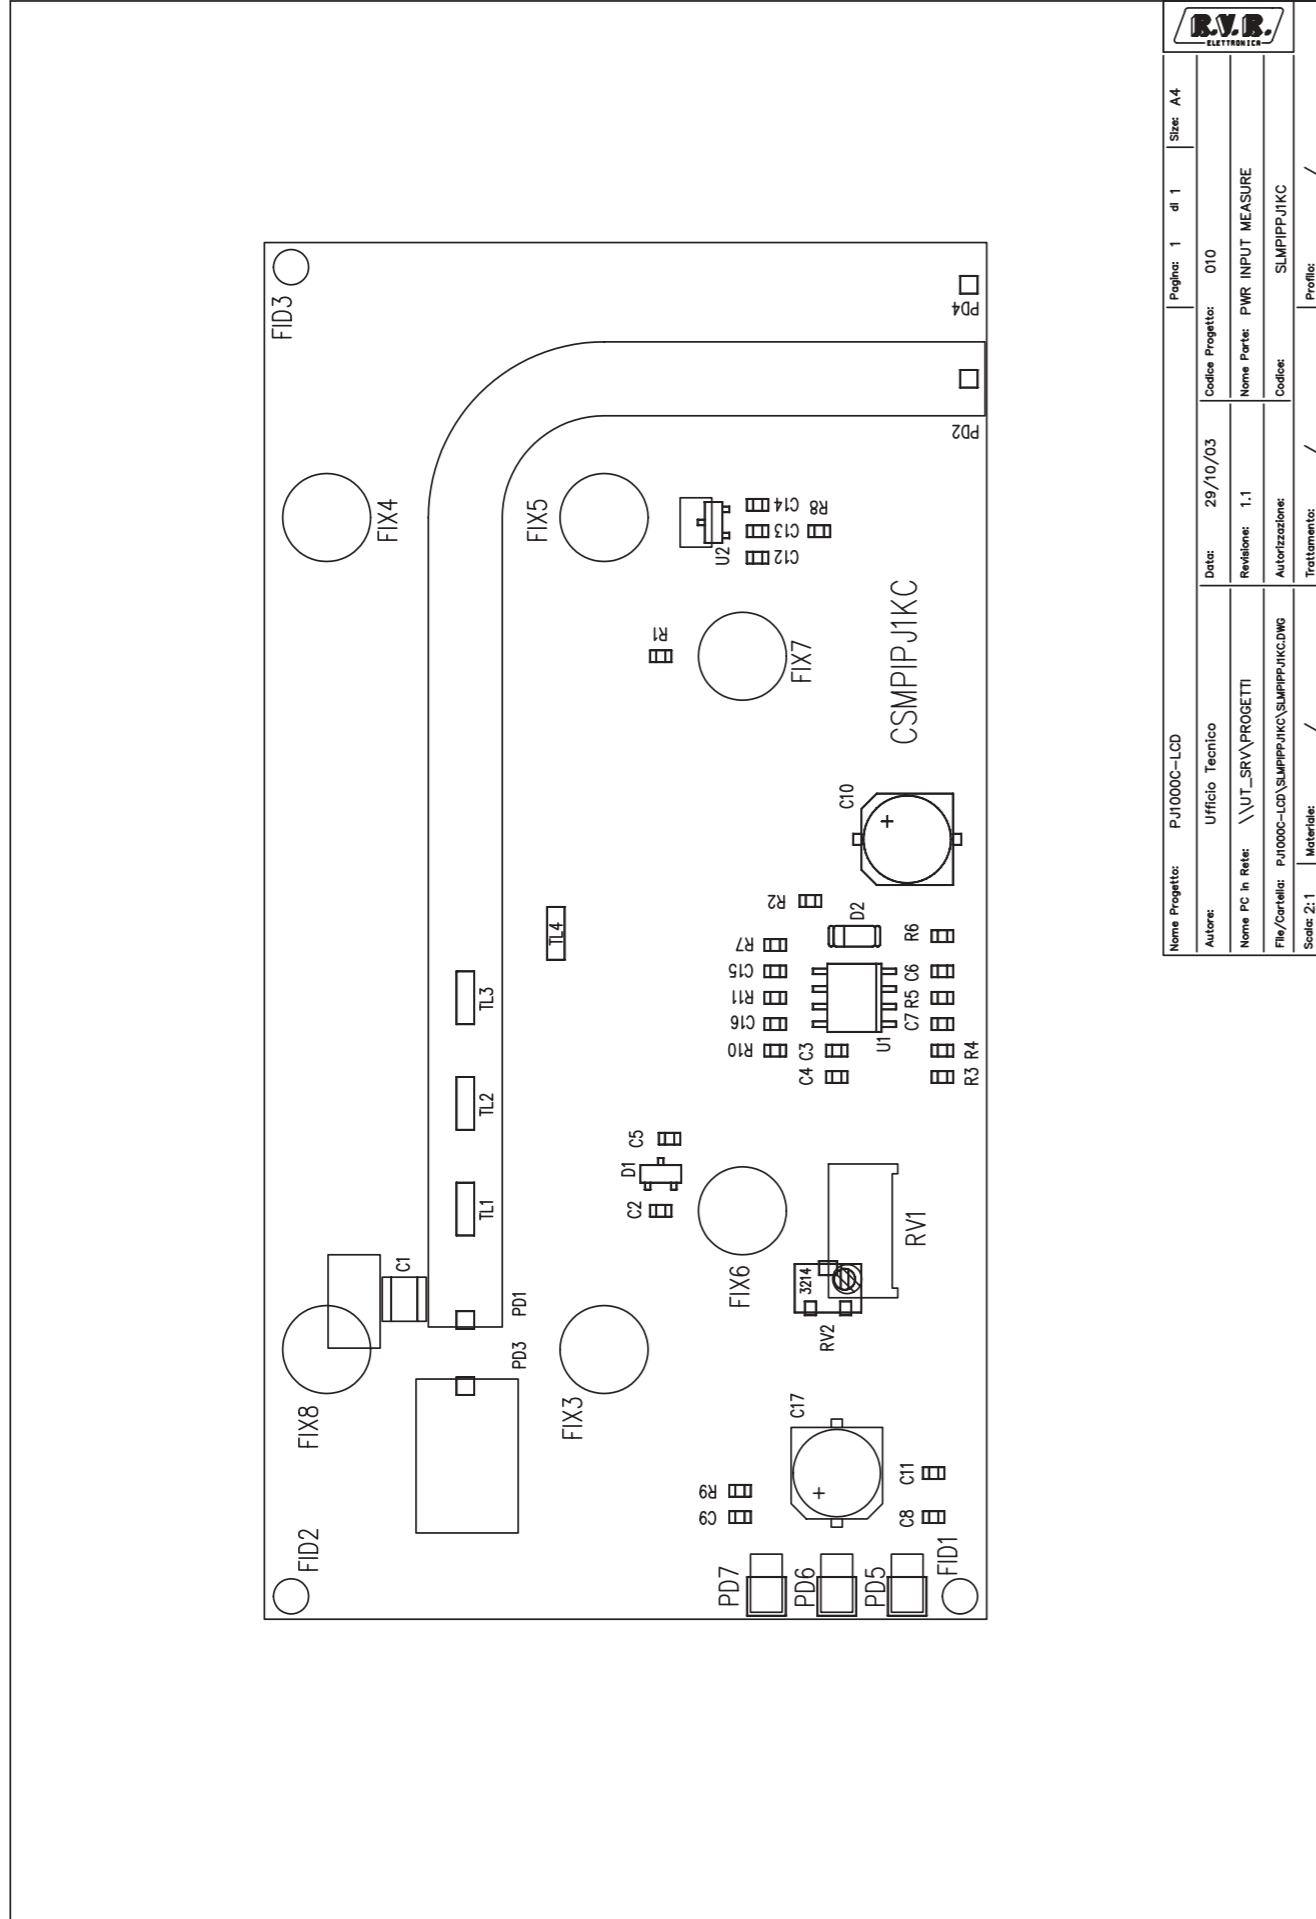 R.V.R.
ELETTRONICA
Nome Progetto: PJ1000C-LCD
Pagina: 1 di 1
Size: A4
Autore: Ufficio Tecnico
Data: 29/10/03
Codice Progetto: 010
Nome PC in Rete: \\UT_SRV\PROGETTI
Revisione: 1.1
Nome Parte: PWR INPUT MEASURE
File/Cartella: PJ1000C-LCD\SLMPIPPJ1KC\SLMPIPPJ1KC.DWG
Autorizzazione:
Codice: SLMPIPPJ1KC
Scala: 2:1
Materiale: /
Trattamento: /
Profilo: /
FID3
PD4
PD2
FIX4
FIX5
U2
C14
C13
C12
R8
R1
FIX7
CSMPIPJ1KC
C10
R2
TL4
D2
R7
C15
R11
C16
R10
R6
C6
R5
C7
U1
C3
C4
R4
R3
TL3
TL2
TL1
C5
D1
C2
C1
FIX6
RV1
3214
RV2
PD1
PD3
FIX8
FIX3
C17
R9
C9
C11
C8
FID2
PD7
PD6
PD5
FID1